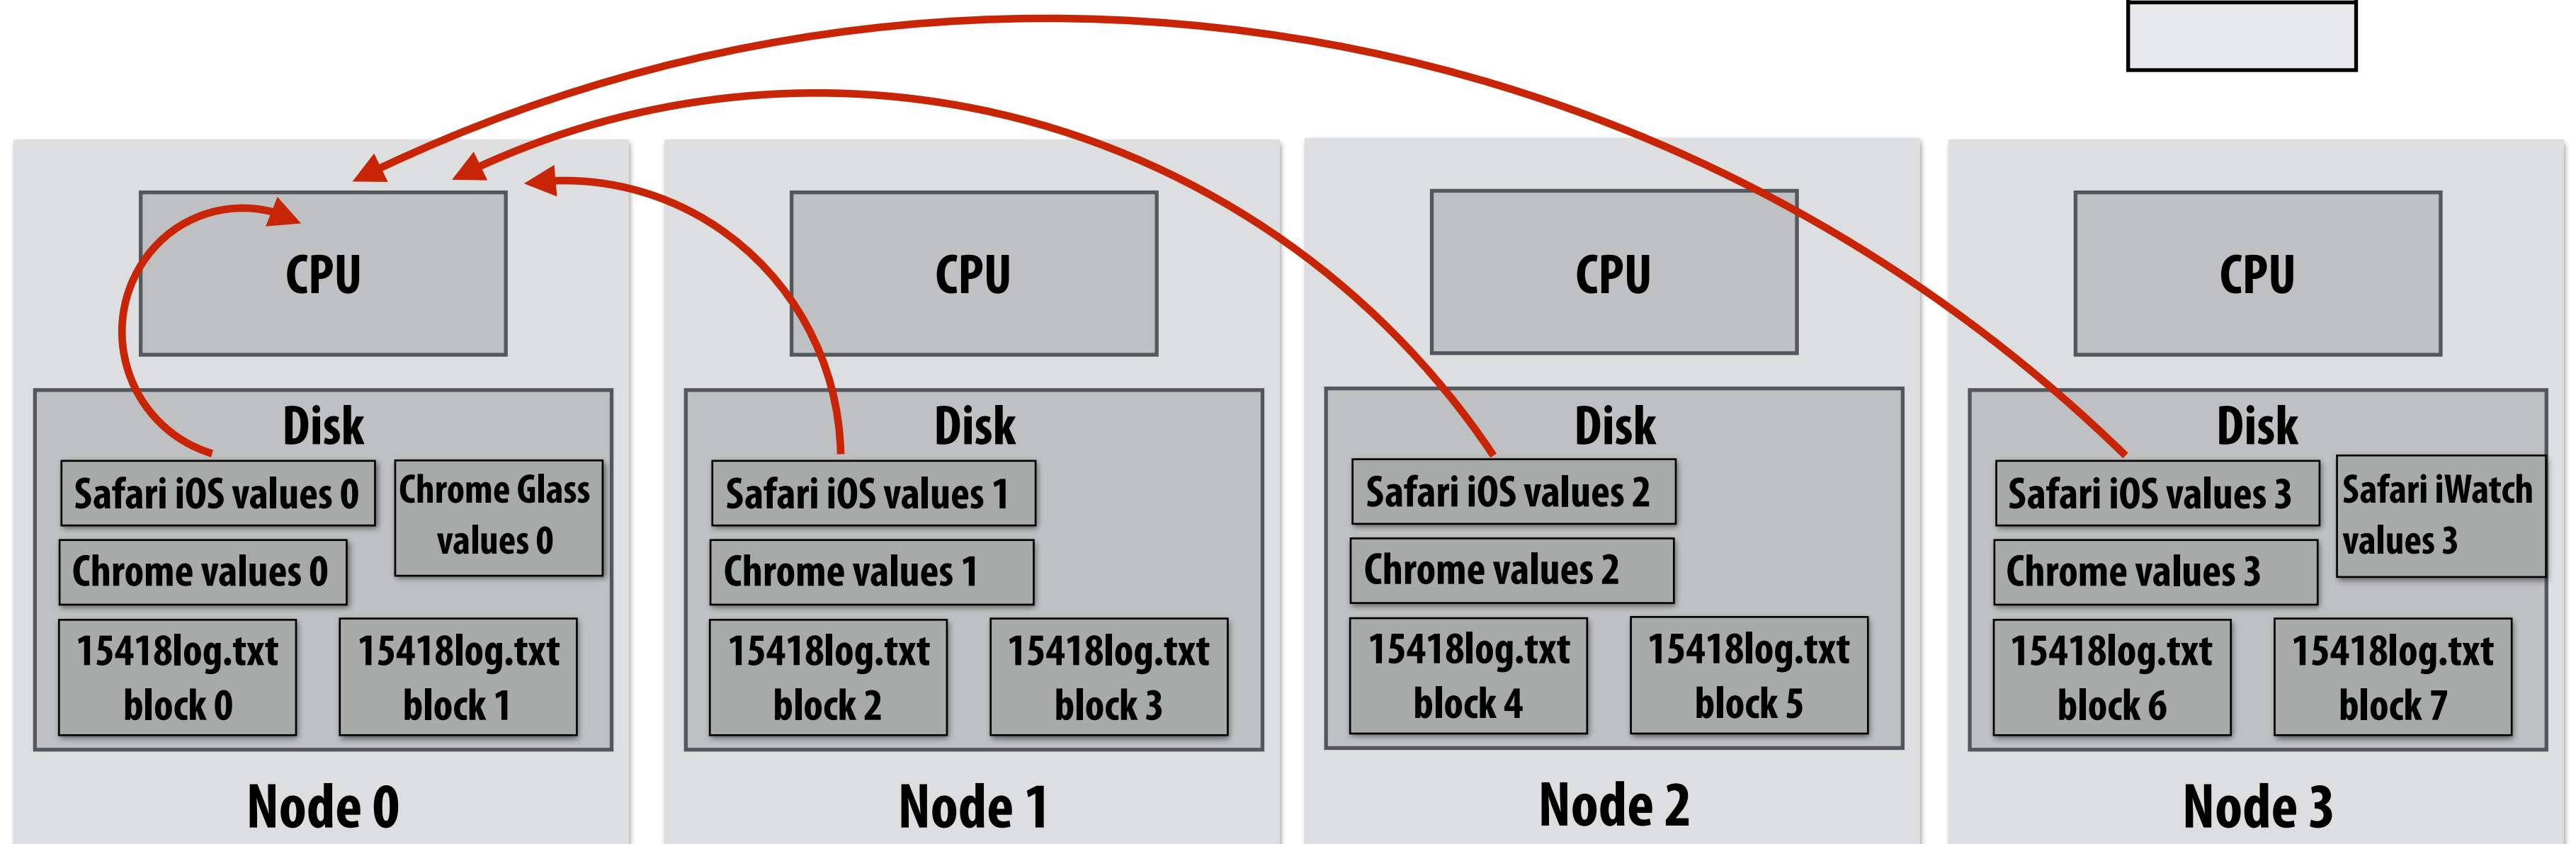 CPU
Disk
Safari iOS values 0
Chrome Glass
values 0
Chrome values 0
15418log.txt
block 0
15418log.txt
block 1
Node 0
CPU
Disk
Safari iOS values 1
Chrome values 1
15418log.txt
block 2
15418log.txt
block 3
Node 1
CPU
Disk
Safari iOS values 2
Chrome values 2
15418log.txt
block 4
15418log.txt
block 5
Node 2
CPU
Disk
Safari iOS values 3
Safari iWatch
values 3
Chrome values 3
15418log.txt
block 6
15418log.txt
block 7
Node 3